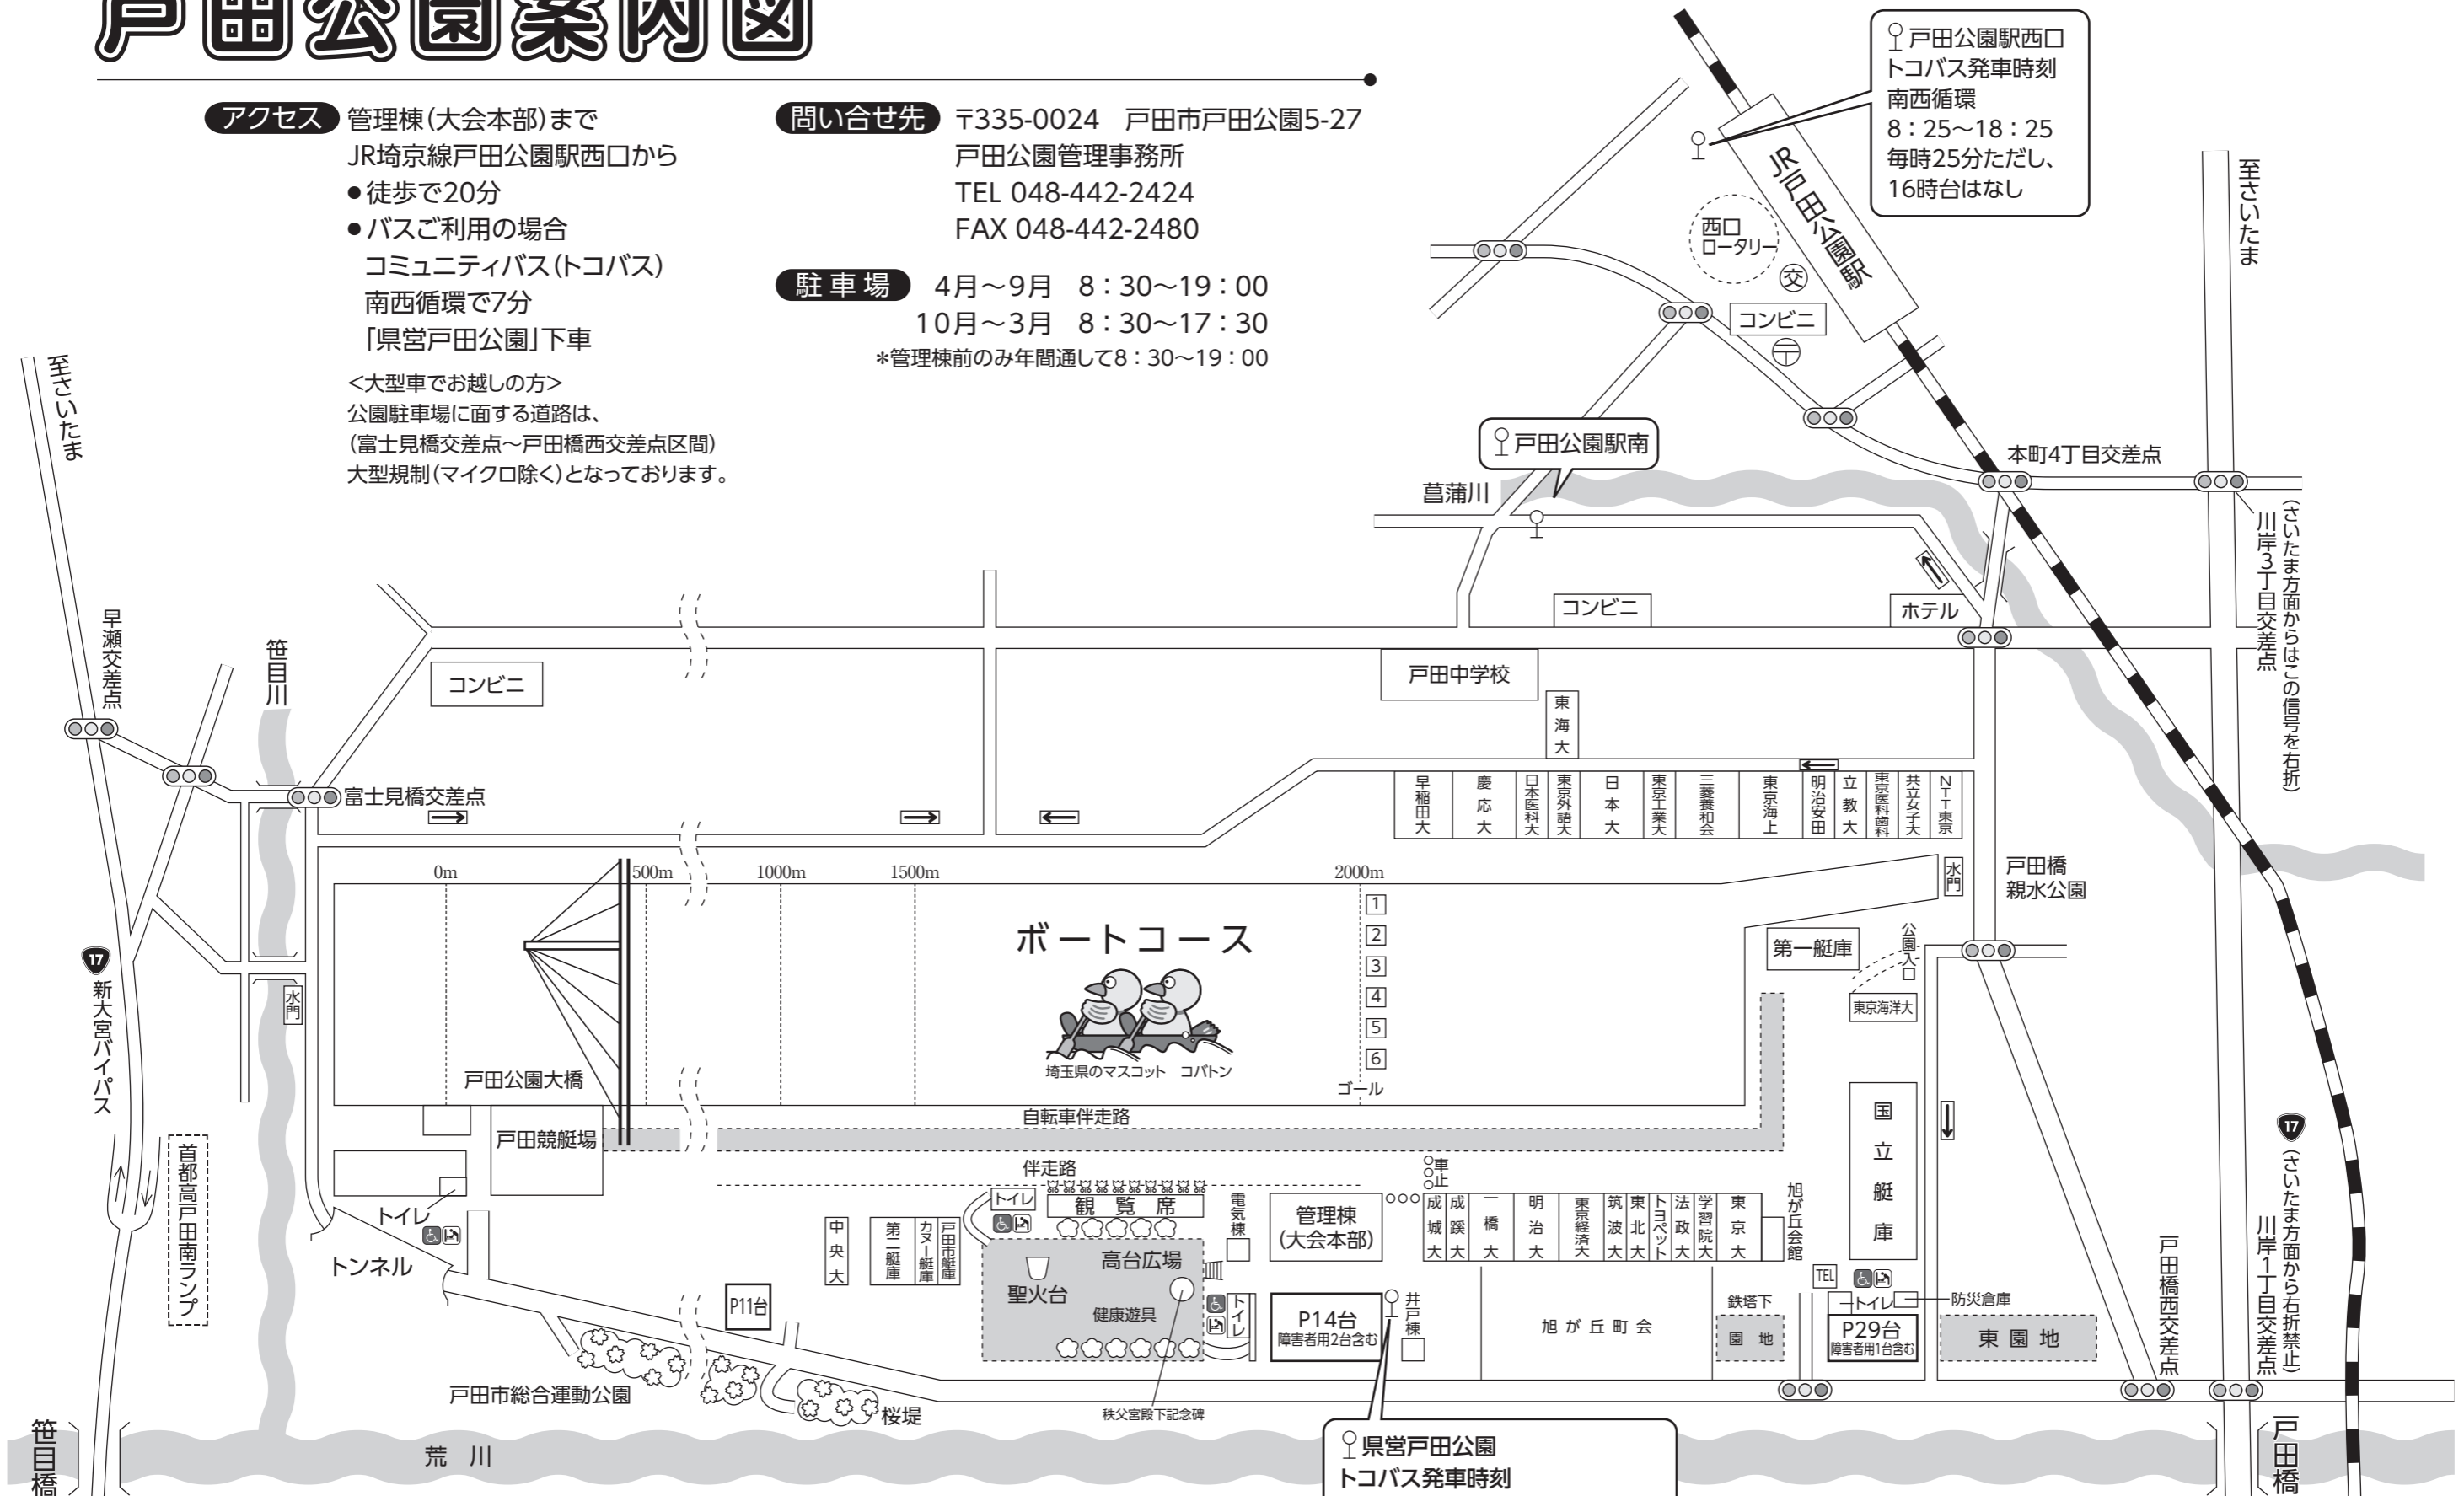 戸田公園案内図
アクセス
管理棟(大会本部)まで
JR埼京線戸田公園駅西口から
●徒歩で20分
●バスご利用の場合
コミュニティバス(トコバス)
南西循環で7分
「県営戸田公園」下車
<大型車でお越しの方>
公園駐車場に面する道路は、
(富士見橋交差点~戸田橋西交差点区間)
大型規制(マイクロ除く)となっております。
問い合せ先
〒335-0024 戸田市戸田公園5-27
戸田公園管理事務所
TEL 048-442-2424
FAX 048-442-2480
駐車場
4月~9月 8:30~19:00
10月~3月 8:30~17:30
*管理棟前のみ年間通して8:30~19:00
戸田公園駅西口
トコバス発車時刻
南西循環
8:25~18:25
毎時25分ただし、
16時台はなし
JR戸田公園駅
西口
ロータリー
交
コンビニ
〒
至さいたま
戸田公園駅南
菖蒲川
本町4丁目交差点
川岸3丁目交差点
(さいたま方面からはこの信号を右折)
至さいたま
早瀬交差点
笹目川
コンビニ
コンビニ
ホテル
戸田中学校
東海大
富士見橋交差点
早稲田大
慶応大
日本医科大
東京外語大
日本大
東京工業大
三菱養和会
東京海上
明治安田
立教大
東京医科歯科
共立女子大
NTT東京
水門
戸田橋
親水公園
0m
500m
1000m
1500m
2000m
1
2
3
4
5
6
ゴール
ボートコース
埼玉県のマスコット コバトン
第一艇庫
公園入口
東京海洋大
国立艇庫
17
新大宮バイパス
水門
戸田公園大橋
戸田競艇場
自転車伴走路
伴走路
首都高戸田南ランプ
トイレ
トンネル
中央大
第二艇庫
カヌー艇庫
戸田市艇庫
トイレ
観覧席
電気棟
管理棟
(大会本部)
車止
成城大
成蹊大
一橋大
明治大
東京経済大
筑波大
東北大
トヨペット
法政大
学習院大
東京大
旭が丘会館
高台広場
聖火台
健康遊具
トイレ
秩父宮殿下記念碑
P11台
P14台
障害者用2台含む
井戸棟
旭が丘町会
鉄塔下
園地
TEL
トイレ
防災倉庫
P29台
障害者用1台含む
東園地
戸田橋西交差点
17
(さいたま方面から右折禁止)
川岸1丁目交差点
戸田市総合運動公園
桜堤
笹目橋
荒川
戸田橋
県営戸田公園
トコバス発車時刻